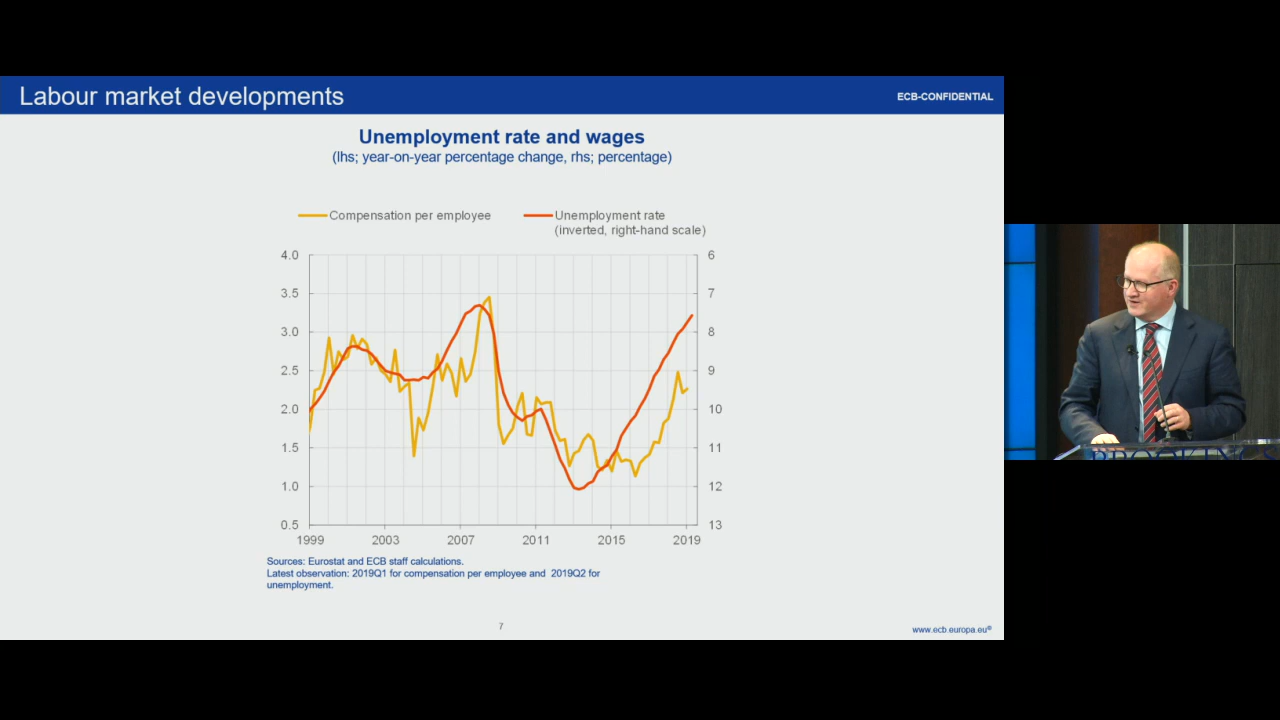 Labour market developments
ECB-CONFIDENTIAL
Unemployment rate and wages
(lhs; year-on-year percentage change, rhs; percentage)
Compensation per employee
Unemployment rate
(inverted, right-hand scale)
4.0
3.5
3.0
2.5
2.0
1.5
1.0
0.5
6
7
8
9
10
11
12
13
1999
2003
2007
2011
2015
2019
Sources: Eurostat and ECB staff calculations.
Latest observation: 2019Q1 for compensation per employee and 2019Q2 for
unemployment.
7
www.ecb.europa.eu®
BROOKINGS